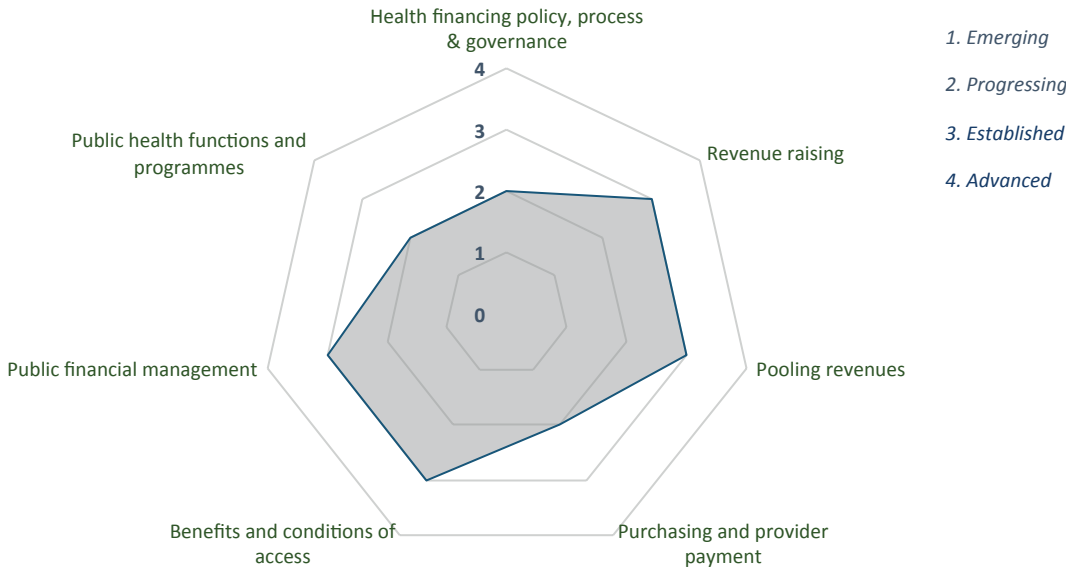 Health financing policy, process
& governance
1. Emerging
2. Progressing
3. Established
4. Advanced
4
3
2
1
0
Public health functions and
programmes
Revenue raising
Public financial management
Pooling revenues
Benefits and conditions of
access
Purchasing and provider
payment